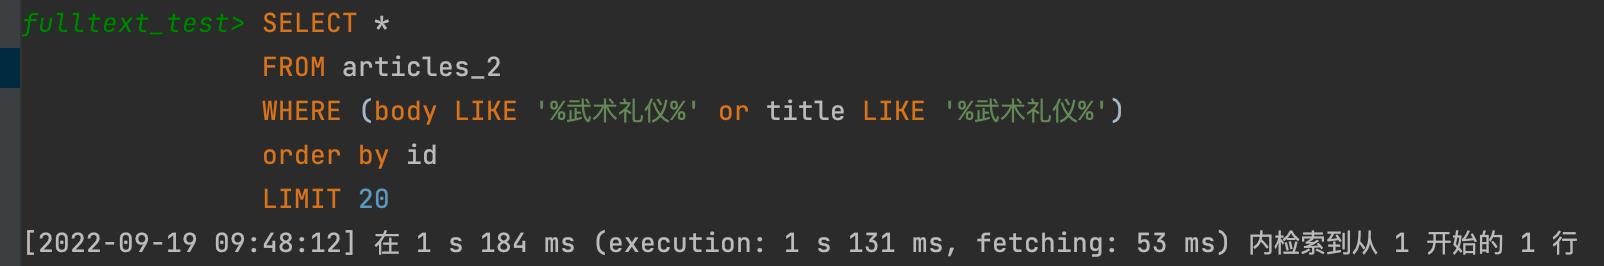 fulltext_test> SELECT *
FROM articles_2
WHERE (body LIKE '%武术礼仪%' or title LIKE '%武术礼仪%')
order by id
LIMIT 20
[2022-09-19 09:48:12] 在 1 s 184 ms (execution: 1 s 131 ms, fetching: 53 ms) 内检索到从 1 开始的 1 行